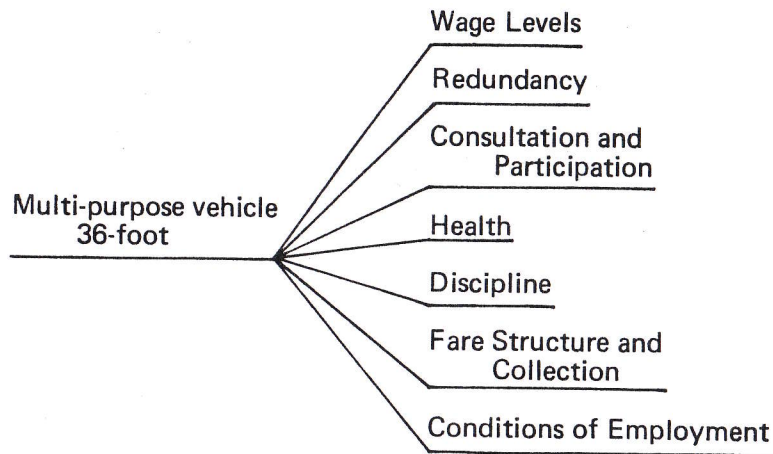 Wage Levels
Redundancy
Consultation and
Participation
Multi-purpose vehicle
36-foot
Health
Discipline
Fare Structure and
Collection
Conditions of Employment